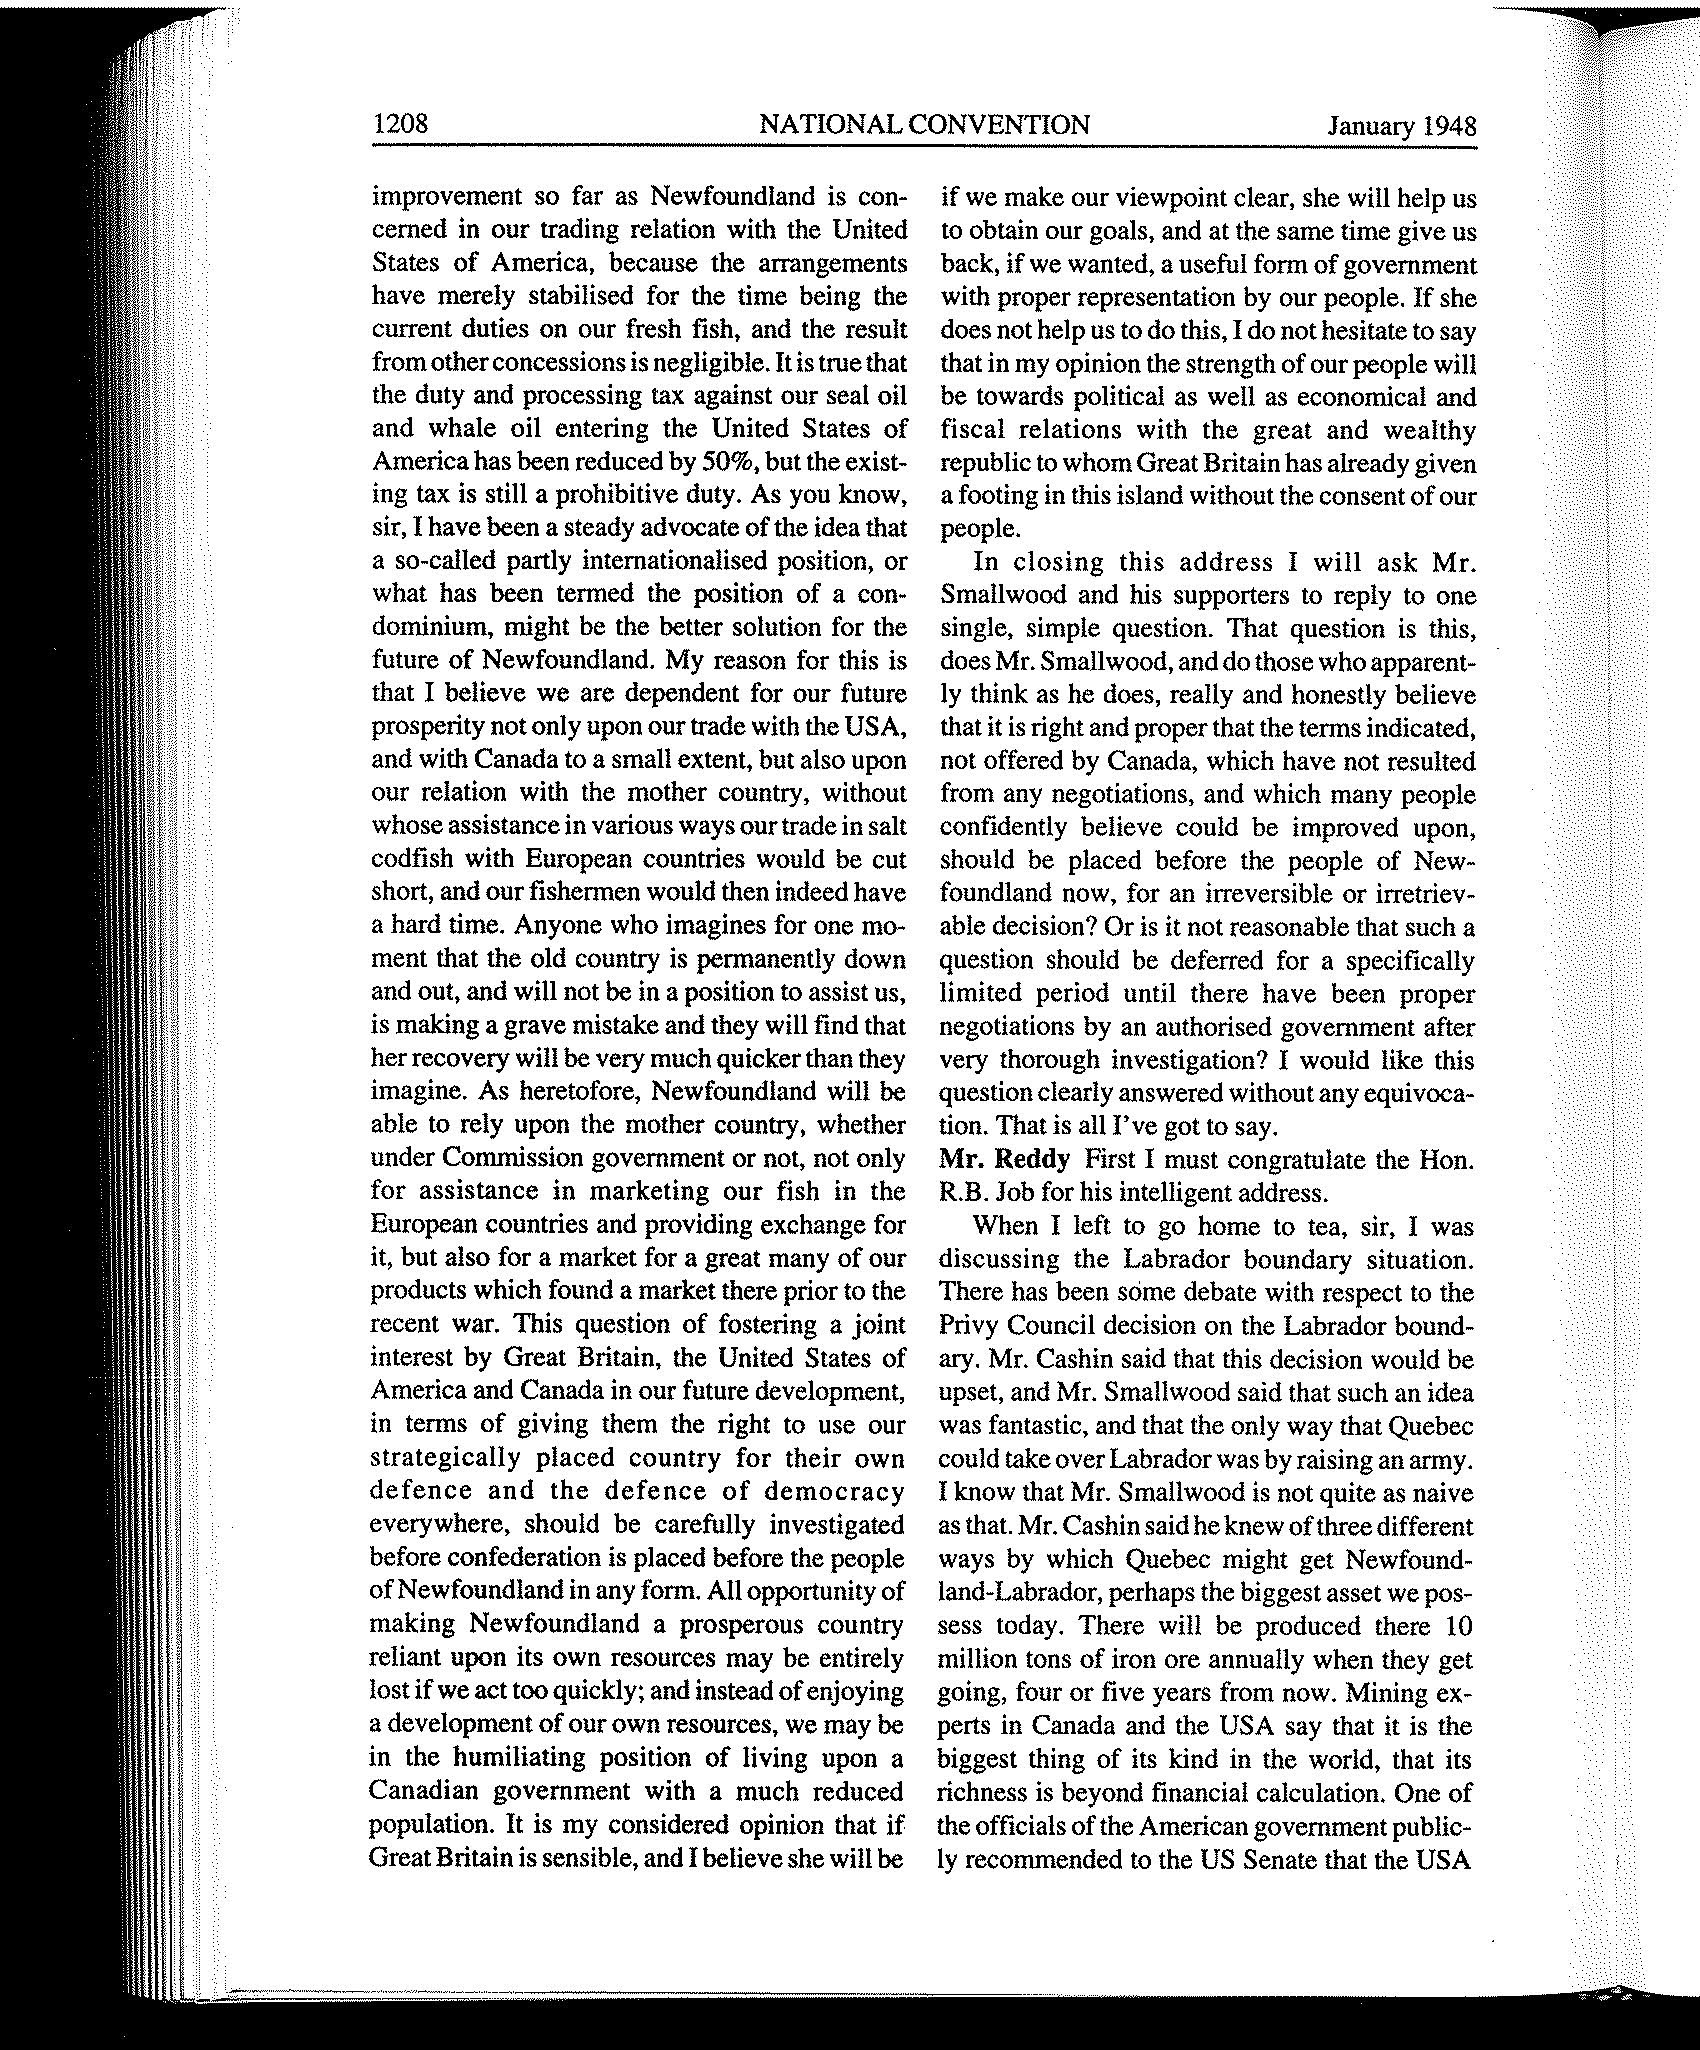 1208 NATIONAL CONVENTION January 1948
improvement so far as Newfoundland is con-
cerned in our trading relation with the United
States of America, because the arrangements
have merely stabilised for the time being the
current duties on our fresh fish, and the result
from other concessions is negligible. It is true that
the duty and processing tax against our seal oil
and whale oil entering the United States of
America has been reduced by 50%, but the exist-
ing tax is still a prohibitive duty. As you know,
sir, I have been a steady advocate of the idea that
a so-called partly internationalised position, or
what has been termed the position of a con-
dominium, might be the better solution for the
future of Newfoundland. My reason for this is
that I believe we are dependent for our future
prosperity not only upon our trade with the USA,
and with Canada to a small extent, but also upon
our relation with the mother country, without
whose assistance in various ways our trade in salt
codfish with European countries would be cut
short, and our fishermen would then indeed have
a hard time. Anyone who imagines for one mo-
ment that the old country is permanently down
and out, and will not be in a position to assist us,
is making a grave mistake and they will find that
her recovery will be very much quicker than they
imagine. As heretofore, Newfoundland will be
able to rely upon the mother country, whether
under Commission government or not, not only
for assistance in marketing our fish in the
European countries and providing exchange for
it, but also for a market for a great many of our
products which found a market there prior to the
recent war. This question of fostering a joint
interest by Great Britain, the United States of
America and Canada in our future development,
in terms of giving them the right to use our
strategically placed country for their own
defence and the defence of democracy
everywhere, should be carefully investigated
before confederation is placed before the people
of Newfoundland in any form. All opportunity of
making Newfoundland a prosperous country
reliant upon its own resources may be entirely
lost if we act too quickly; and instead of enjoying
a development of our own resources, we may be
in the humiliating position of living upon a
Canadian government with a much reduced
population. It is my considered opinion that if
Great Britain is sensible, and I believe she will be
if we make our viewpoint clear, she will help us
to obtain our goals, and at the same time give us
back, if we wanted, a useful form of government
with proper representation by our people. If she
does not help us to do this, I do not hesitate to say
that in my opinion the strength of our people will
be towards political as well as economical and
fiscal relations with the great and wealthy
republic to whom Great Britain has already given
a footing in this island without the consent of our
people.
In closing this address I will ask Mr.
Smallwood and his supporters to reply to one
single, simple question. That question is this,
does Mr. Smallwood, and do those who apparent-
ly think as he does, really and honestly believe
that it is right and proper that the terms indicated,
not offered by Canada, which have not resulted
from any negotiations, and which many people
confidently believe could be improved upon,
should be placed before the people of New-
foundland now, for an irreversible or irretriev-
able decision? Or is it not reasonable that such a
question should be deferred for a specifically
limited period until there have been proper
negotiations by an authorised government after
very thorough investigation? I would like this
question clearly answered without any equivoca-
tion. That is all I've got to say.
Mr. Reddy First I must congratulate the Hon.
R.B. Job for his intelligent address.
When I left to go home to tea, sir, I was
discussing the Labrador boundary situation.
There has been some debate with respect to the
Privy Council decision on the Labrador bound-
ary. Mr. Cashin said that this decision would be
upset, and Mr. Smallwood said that such an idea
was fantastic, and that the only way that Quebec
could take over Labrador was by raising an army.
I know that Mr. Smallwood is not quite as naive
as that. Mr. Cashin said he knew of three different
ways by which Quebec might get Newfound-
land-Labrador, perhaps the biggest asset we pos-
sess today. There will be produced there 10
million tons of iron ore annually when they get
going, four or five years from now. Mining ex-
perts in Canada and the USA say that it is the
biggest thing of its kind in the world, that its
richness is beyond financial calculation. One of
the officials of the American government public-
ly recommended to the US Senate that the USA